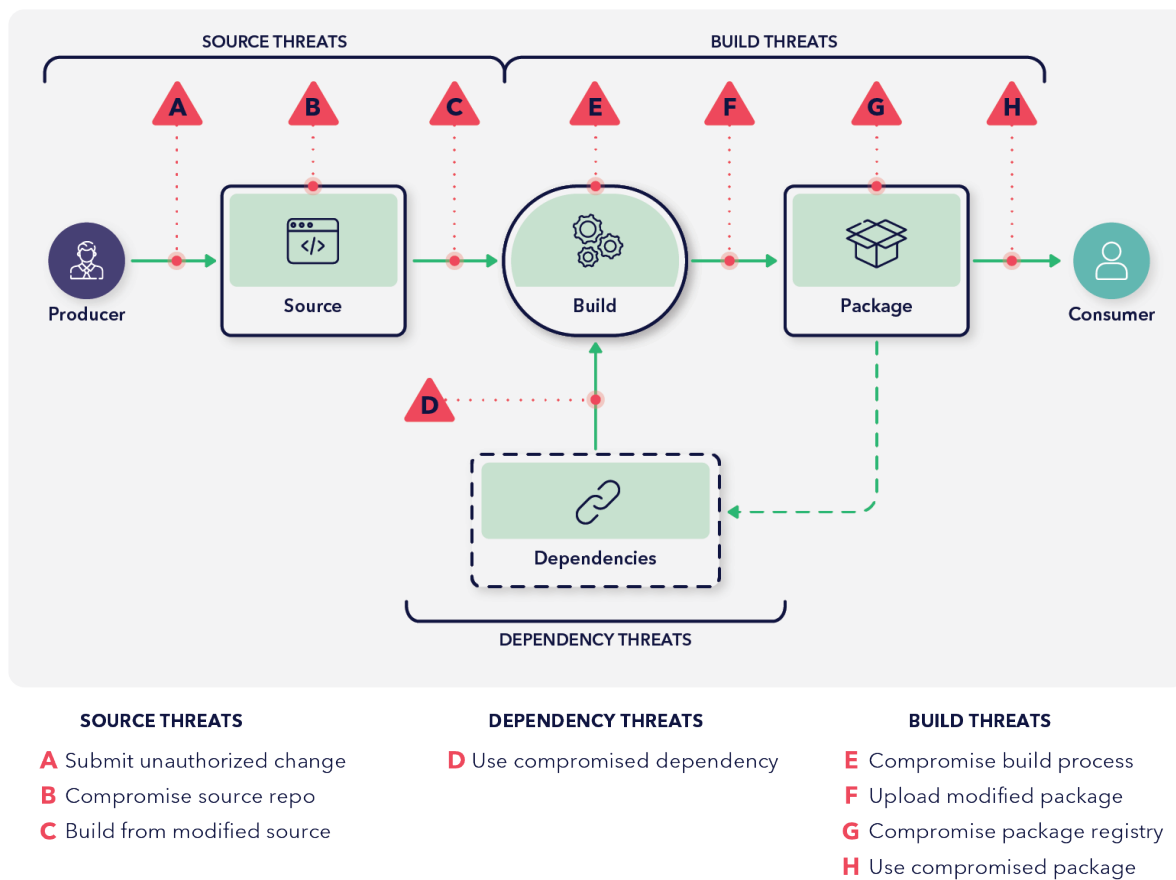 SOURCE THREATS
BUILD THREATS
A
B
C
E
F
G
H
</>
Producer
Source
Build
Package
Consumer
D
Dependencies
DEPENDENCY THREATS
SOURCE THREATS
A Submit unauthorized change
B Compromise source repo
C Build from modified source
DEPENDENCY THREATS
D Use compromised dependency
BUILD THREATS
E Compromise build process
F Upload modified package
G Compromise package registry
H Use compromised package